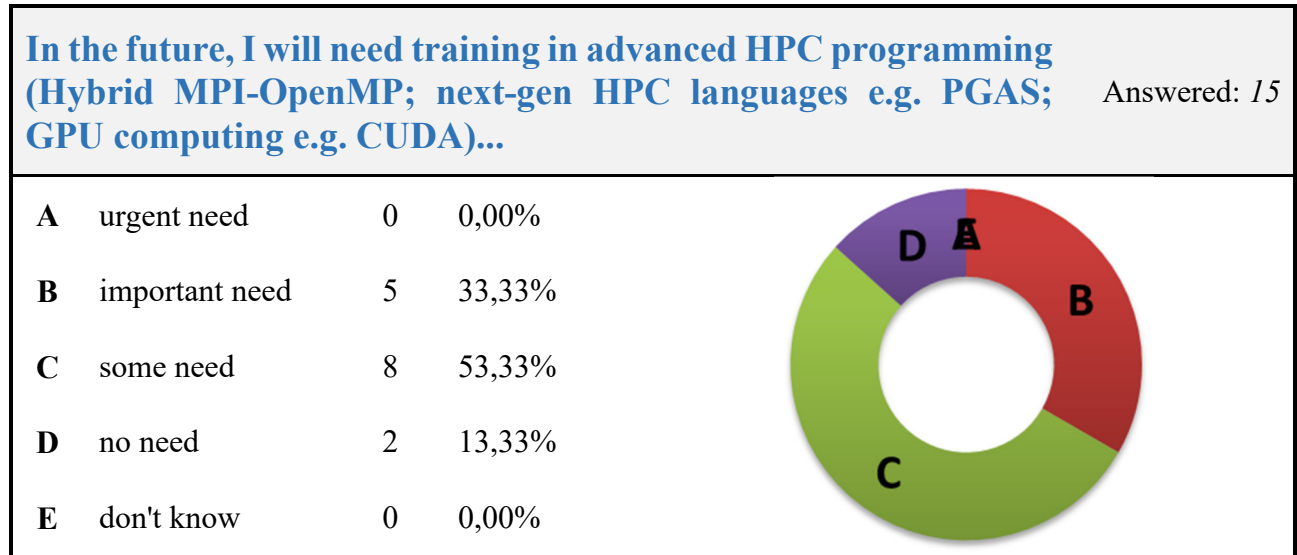 In the future, I will need training in advanced HPC programming
(Hybrid MPI-OpenMP; next-gen HPC languages e.g. PGAS;
GPU computing e.g. CUDA)...
Answered: 15
A urgent need 0 0,00%
B important need 5 33,33%
C some need 8 53,33%
D no need 2 13,33%
E don't know 0 0,00%
D A E
B
C